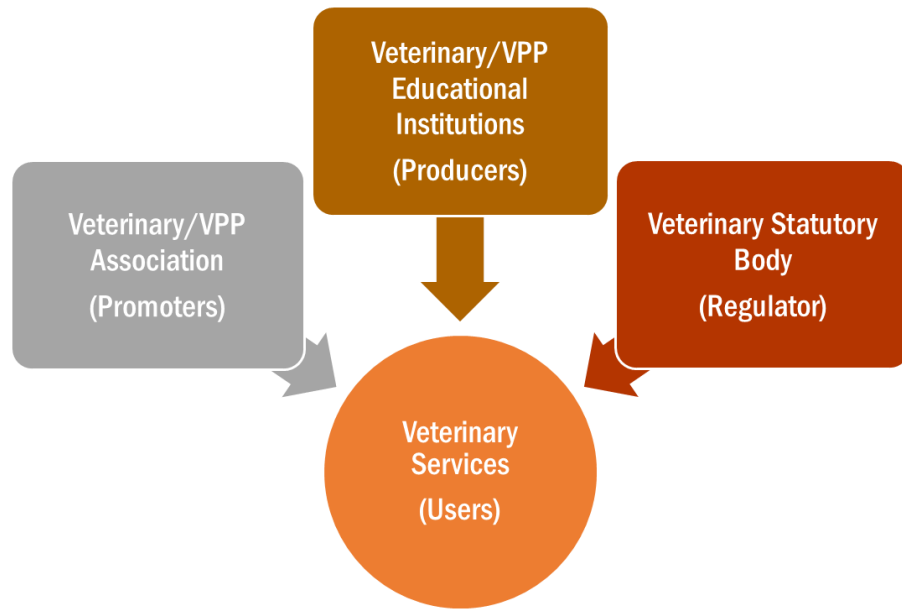 Veterinary/VPP
Educational
Institutions
(Producers)
Veterinary/VPP
Association
(Promoters)
Veterinary Statutory
Body
(Regulator)
Veterinary
Services
(Users)